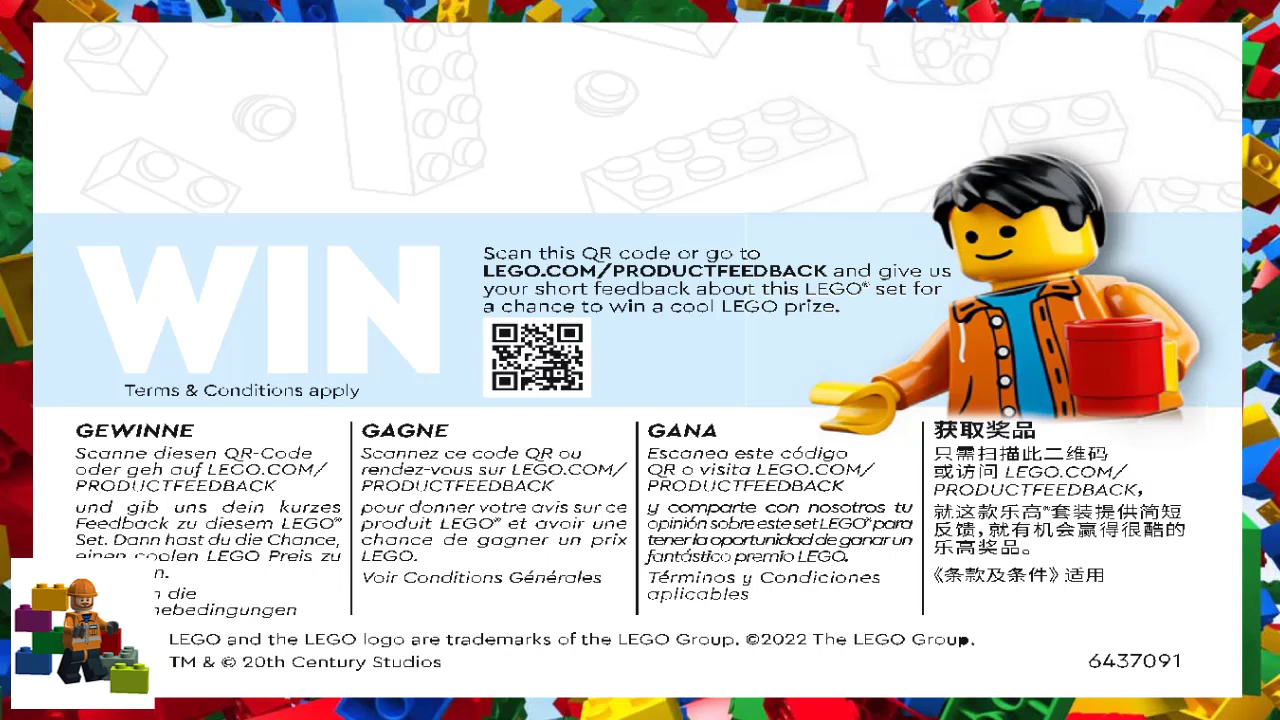 WIN
Terms & Conditions apply
Scan this QR code or go to
LEGO.COM/PRODUCTFEEDBACK and give us
your short feedback about this LEGO® set for
a chance to win a cool LEGO prize.
GEWINNE
Scanne diesen QR-Code
oder geh auf LEGO.COM/
PRODUCTFEEDBACK
und gib uns dein kurzes
Feedback zu diesem LEGO®
Set. Dann hast du die Chance,
einen coolen LEGO Preis zu
n.
die
nebedingungen
GAGNE
Scannez ce code QR ou
rendez-vous sur LEGO.COM/
PRODUCTFEEDBACK
pour donner votre avis sur ce
produit LEGO® et avoir une
chance de gagner un prix
LEGO.
Voir Conditions Générales
GANA
Escanea este código
QR o visita LEGO.COM/
PRODUCTFEEDBACK
y comparte con nosotros tu
opinión sobre este set LEGO® para
tener la oportunidad de ganar un
fantástico premio LEGO.
Términos y Condiciones
aplicables
获取奖品
只需扫描此二维码
或访问 LEGO.COM/
PRODUCTFEEDBACK，
就这款乐高®套装提供简短
反馈，就有机会赢得很酷的
乐高奖品。
《条款及条件》适用
LEGO and the LEGO logo are trademarks of the LEGO Group. ©2022 The LEGO Group.
TM & © 20th Century Studios
6437091